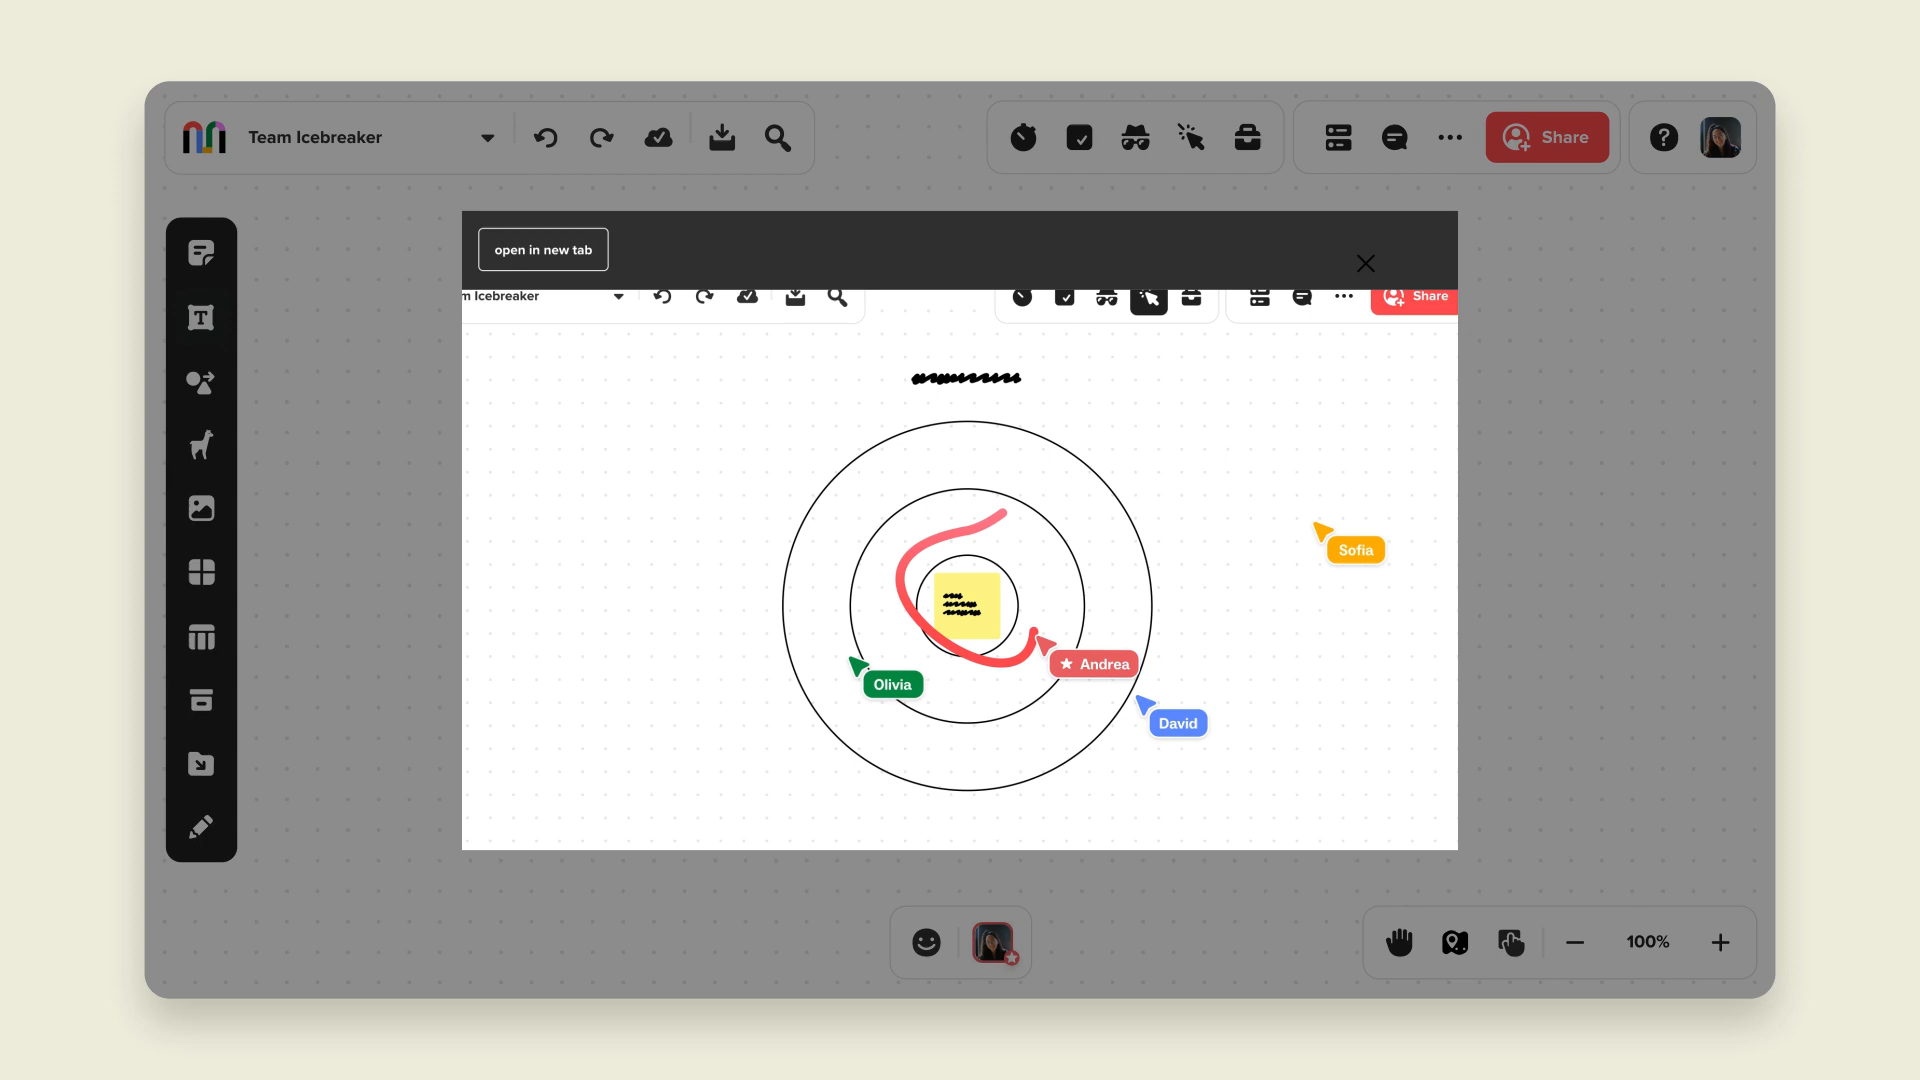 Team Icebreaker
Share
open in new tab
m Icebreaker
Share
Sofia
Andrea
Olivia
David
100%